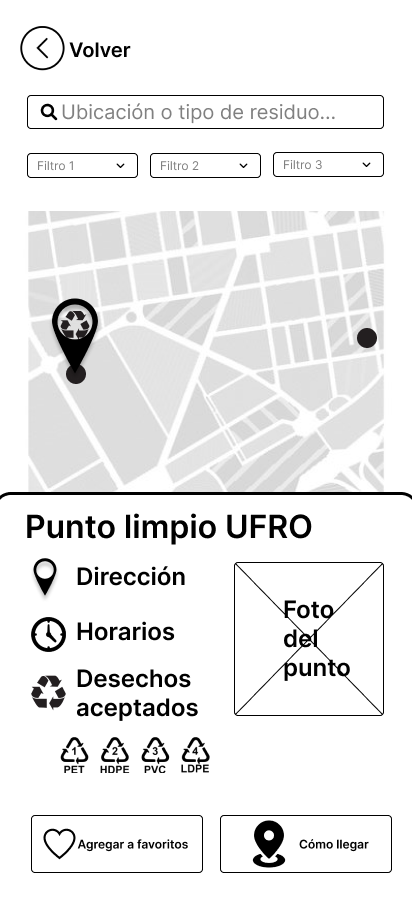 Volver
Ubicación o tipo de residuo...
Filtro 1
Filtro 2
Filtro 3
Punto limpio UFRO
Dirección
Horarios
Desechos
aceptados
Foto
del
punto
1
2
3
4
PET
HDPE
PVC
LDPE
Agregar a favoritos
Cómo llegar